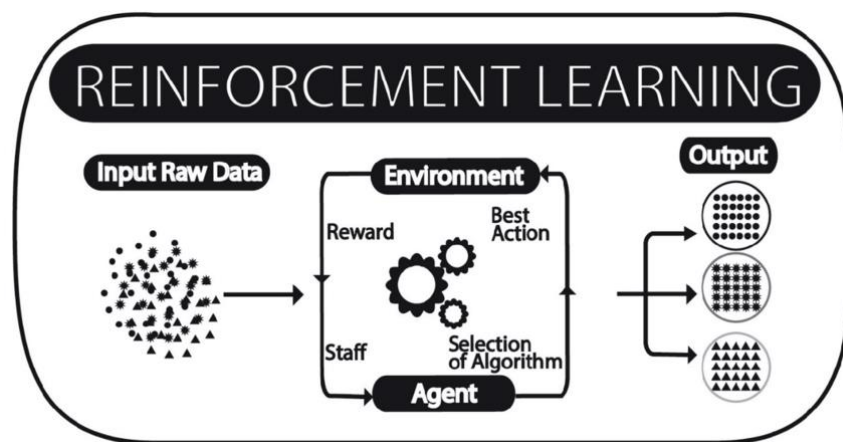 REINFORCEMENT LEARNING
Input Raw Data
Environment
Output
Reward
Best
Action
Staff
Selection
of Algorithm
Agent